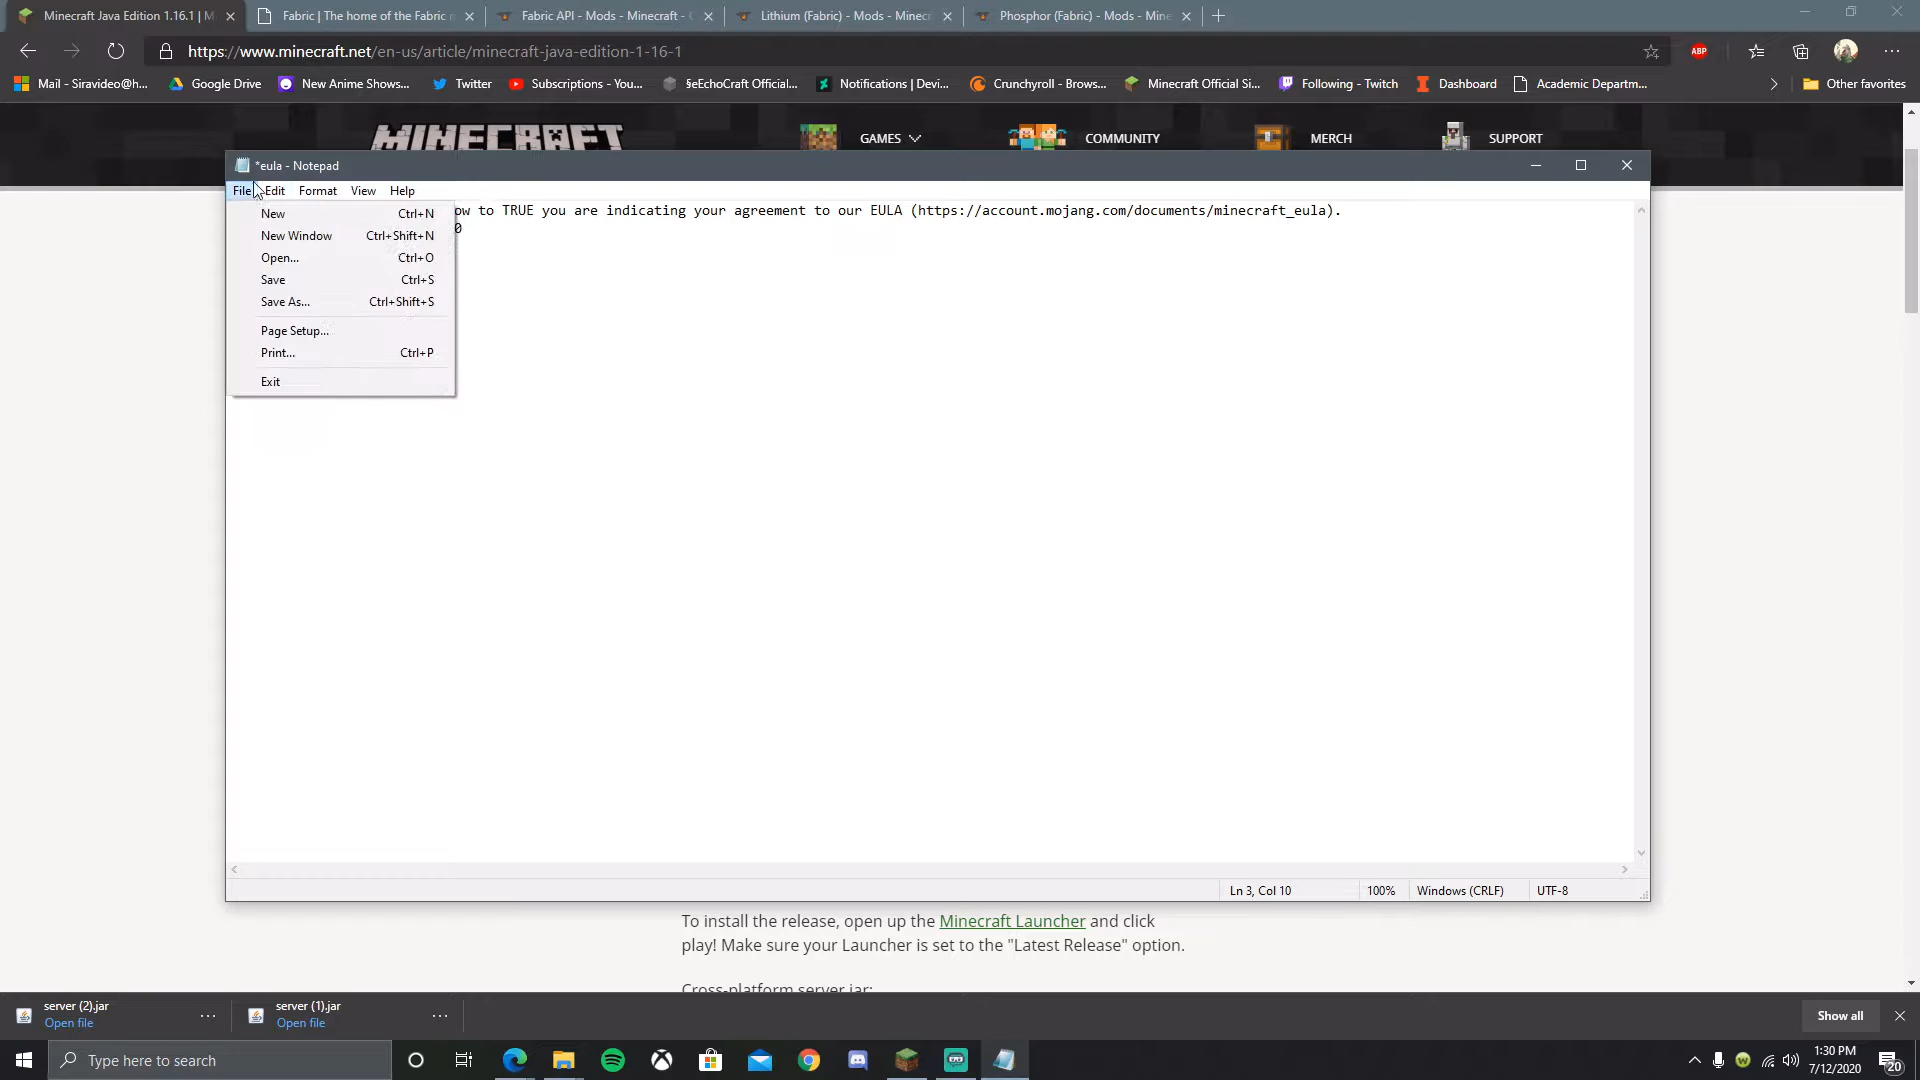 Minecraft Java Edition 1.16.1 | M
Fabric | The home of the Fabric m
Fabric API - Mods - Minecraft - C
Lithium (Fabric) - Mods - Minecr
Phosphor (Fabric) - Mods - Mine
https://www.minecraft.net/en-us/article/minecraft-java-edition-1-16-1
ABP
Mail - Siravideo@h...
Google Drive
New Anime Shows...
Twitter
Subscriptions - You...
§eEchoCraft Official...
Notifications | Devi...
Crunchyroll - Brows...
Minecraft Official Si...
Following - Twitch
Dashboard
Academic Departm...
Other favorites
MINECRAFT
GAMES
COMMUNITY
MERCH
SUPPORT
*eula - Notepad
File Edit Format View Help
ow to TRUE you are indicating your agreement to our EULA (https://account.mojang.com/documents/minecraft_eula).
0
New Ctrl+N
New Window Ctrl+Shift+N
Open... Ctrl+O
Save Ctrl+S
Save As... Ctrl+Shift+S
Page Setup...
Print... Ctrl+P
Exit
Ln 3, Col 10
100%
Windows (CRLF)
UTF-8
To install the release, open up the Minecraft Launcher and click
play! Make sure your Launcher is set to the "Latest Release" option.
Cross-platform server jar:
server (2).jar
Open file
server (1).jar
Open file
Show all
Type here to search
1:30 PM
7/12/2020
20